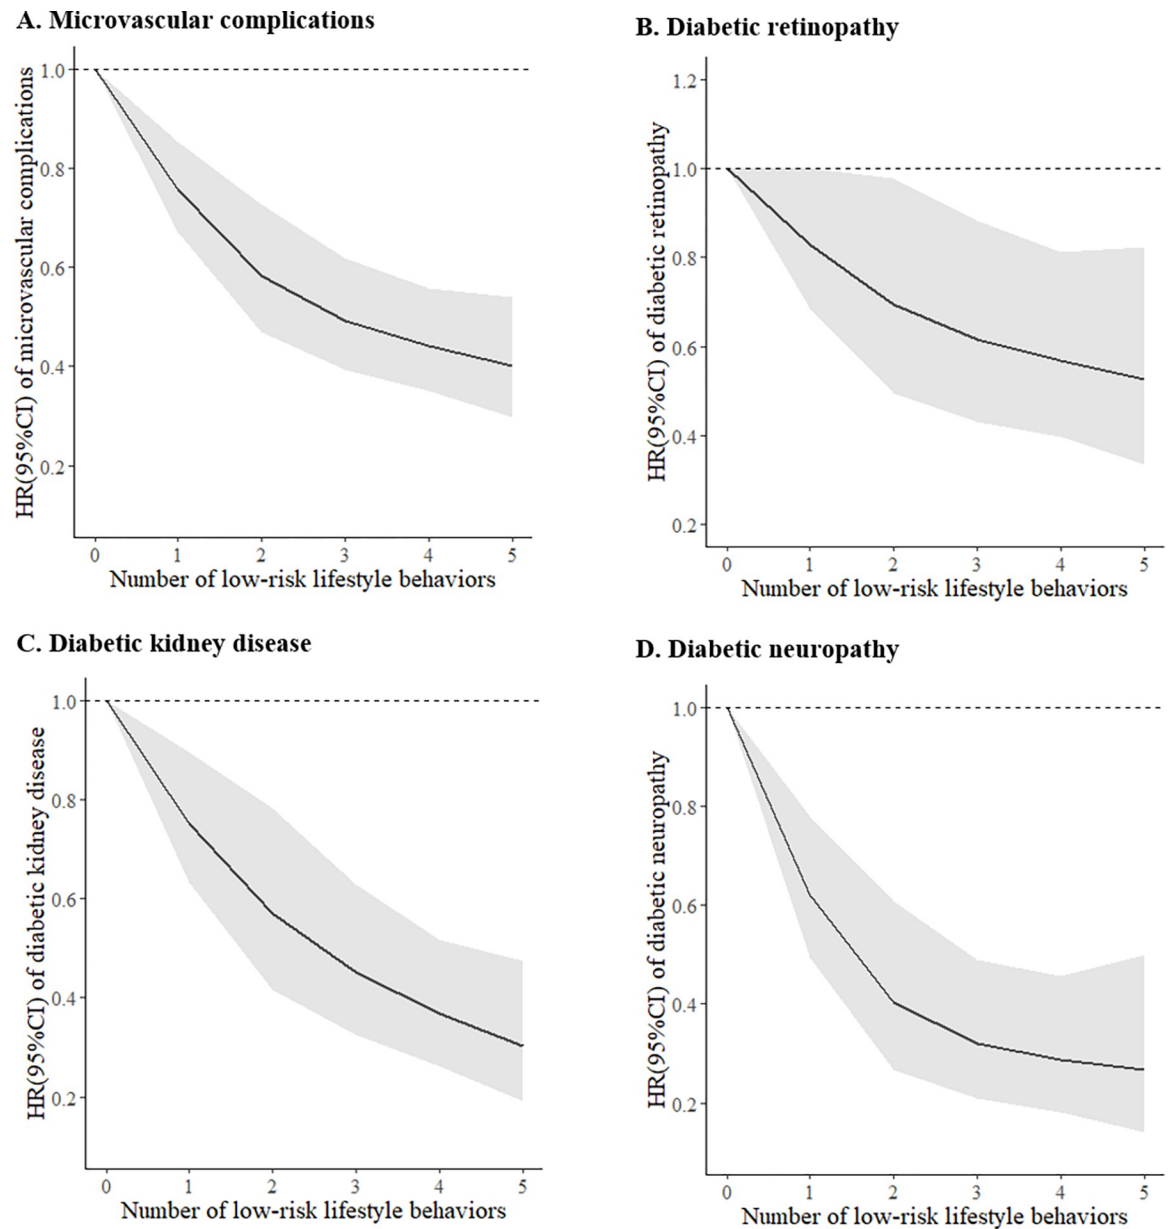 A. Microvascular complications
HR(95%CI) of microvascular complications
1.0
0.8
0.6
0.4
0.2
0 1 2 3 4 5
Number of low-risk lifestyle behaviors
B. Diabetic retinopathy
HR(95%CI) of diabetic retinopathy
1.2
1.0
0.8
0.6
0.4
0.2
0 1 2 3 4 5
Number of low-risk lifestyle behaviors
C. Diabetic kidney disease
HR(95%CI) of diabetic kidney disease
1.0
0.8
0.6
0.4
0.2
0 1 2 3 4 5
Number of low-risk lifestyle behaviors
D. Diabetic neuropathy
HR(95%CI) of diabetic neuropathy
1.0
0.8
0.6
0.4
0.2
0 1 2 3 4 5
Number of low-risk lifestyle behaviors